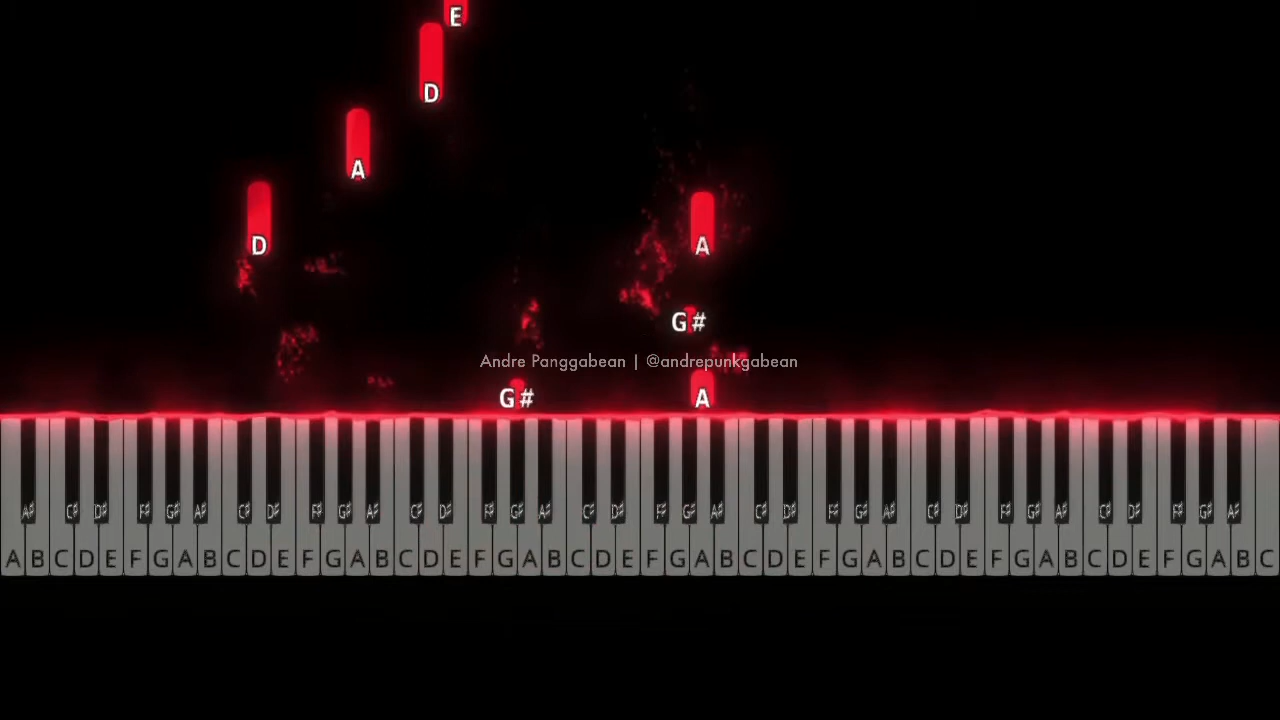 E
D
A
D
A
G#
Andre Panggabean | @andrepunkgabean
G# A
A# C# D# F# G# A# C# D# F# G# A# C# D# F# G# A# C# D# F# G# A# C# D# F# G# A# C# D# F# G# A# C# D# F# G# A#
A B C D E F G A B C D E F G A B C D E F G A B C D E F G A B C D E F G A B C D E F G A B C D E F G A B C